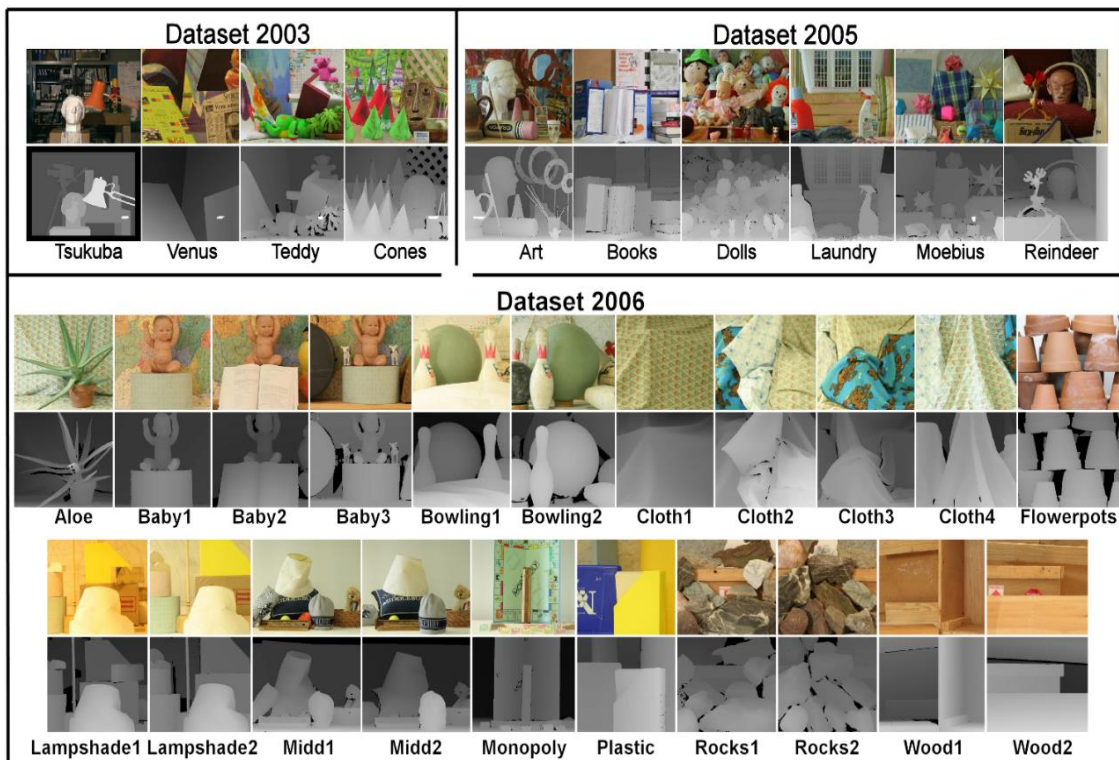 Dataset 2003
Tsukuba Venus Teddy Cones
Dataset 2005
Art Books Dolls Laundry Moebius Reindeer
Dataset 2006
Aloe Baby1 Baby2 Baby3 Bowling1 Bowling2 Cloth1 Cloth2 Cloth3 Cloth4 Flowerpots
Lampshade1 Lampshade2 Midd1 Midd2 Monopoly Plastic Rocks1 Rocks2 Wood1 Wood2